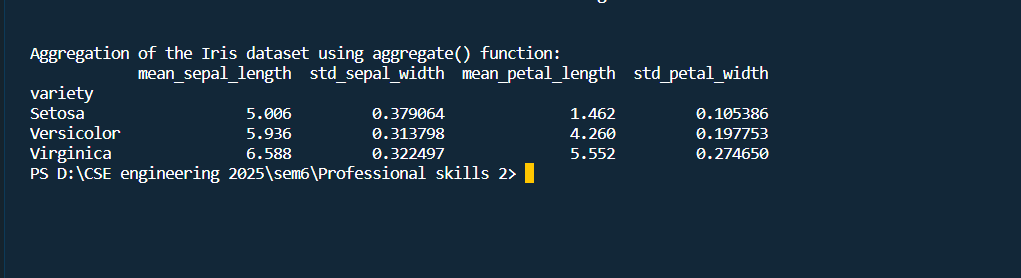 Aggregation of the Iris dataset using aggregate() function:
mean_sepal_length std_sepal_width mean_petal_length std_petal_width
variety
Setosa 5.006 0.379064 1.462 0.105386
Versicolor 5.936 0.313798 4.260 0.197753
Virginica 6.588 0.322497 5.552 0.274650
PS D:\CSE engineering 2025\sem6\Professional skills 2>